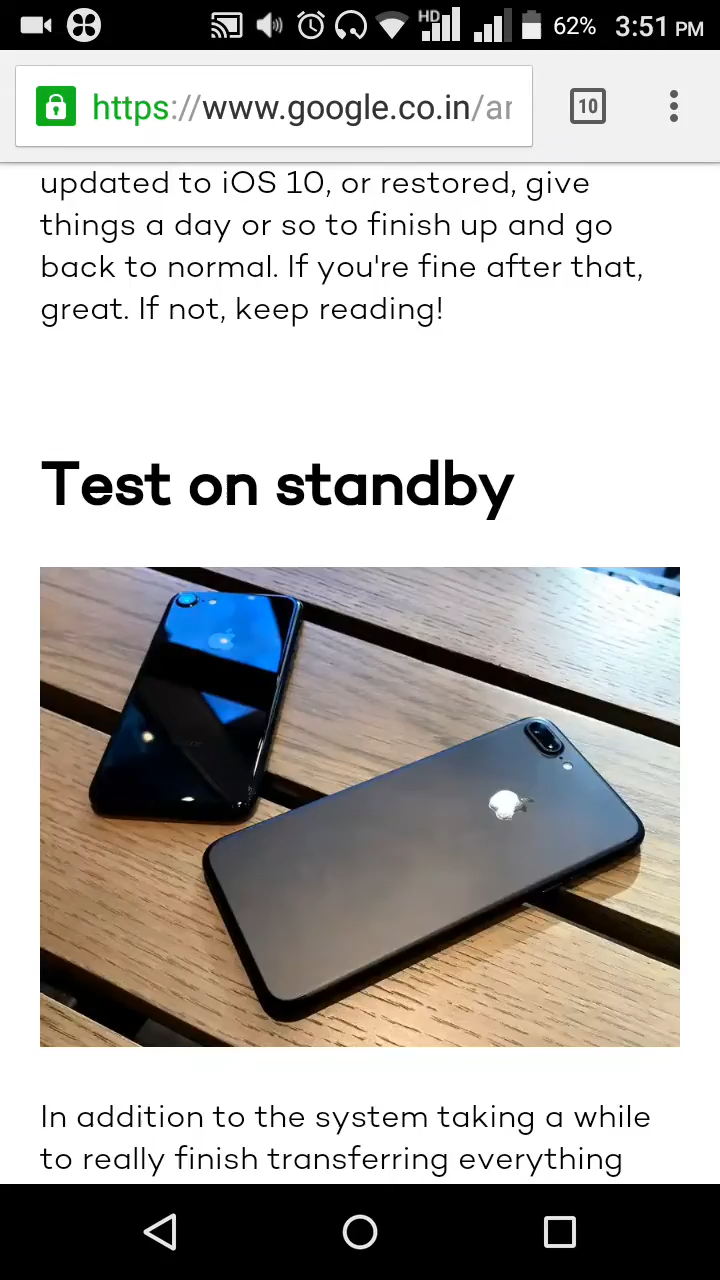 HD 62% 3:51 PM
https://www.google.co.in/ar 10
updated to iOS 10, or restored, give
things a day or so to finish up and go
back to normal. If you're fine after that,
great. If not, keep reading!
Test on standby
In addition to the system taking a while
to really finish transferring everything